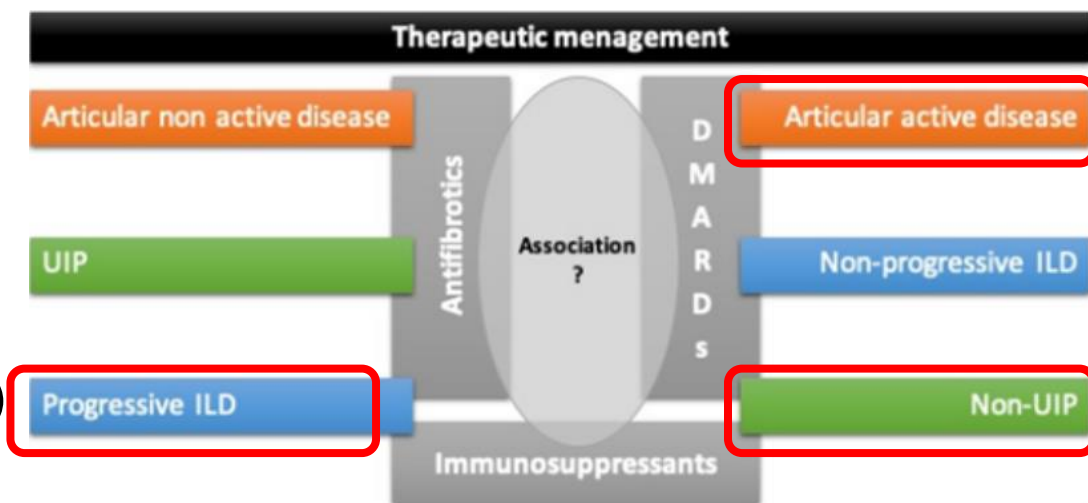 Therapeutic menagement
Articular non active disease
Articular active disease
UIP
Antifibrotics
Association
?
DMARDs
Non-progressive ILD
)
Progressive ILD
Non-UIP
Immunosuppressants